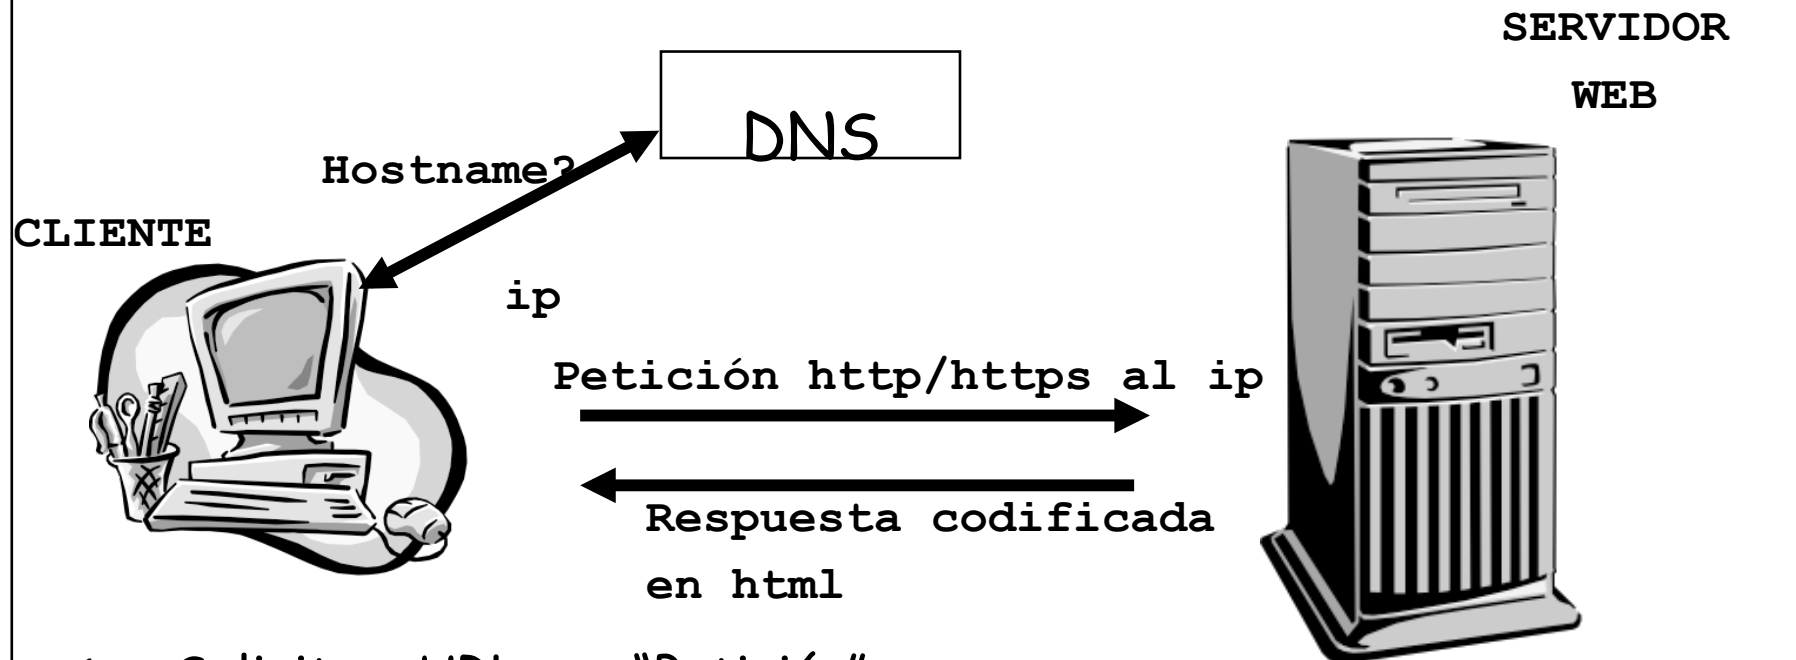 SERVIDOR
WEB
DNS
Hostname?
CLIENTE
ip
Petición http/https al ip
Respuesta codificada
en html